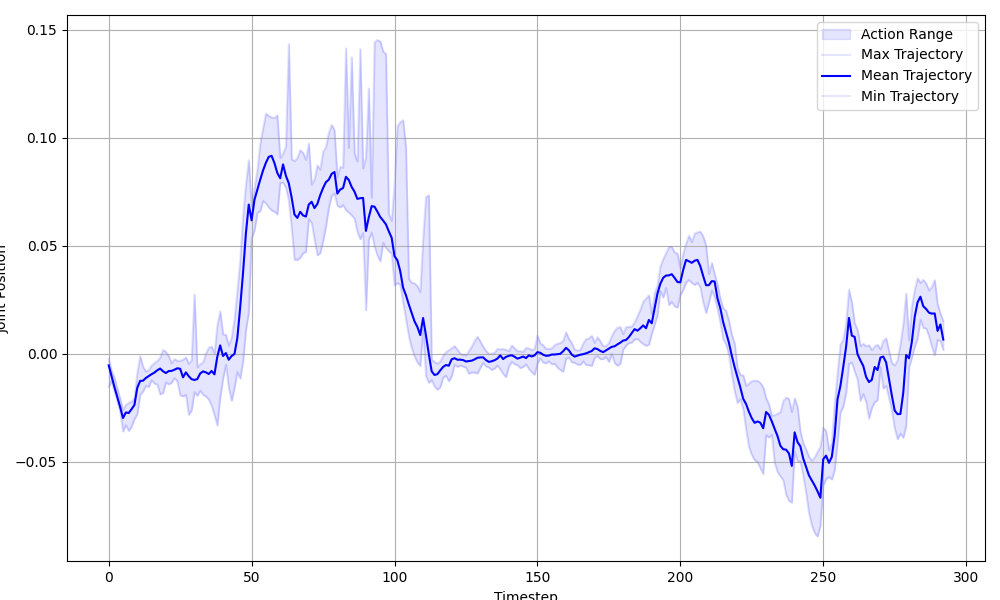 0.15
0.10
0.05
0.00
−0.05
0
50
100
150
200
250
300
Timestep
Joint Position
Action Range
Max Trajectory
Mean Trajectory
Min Trajectory